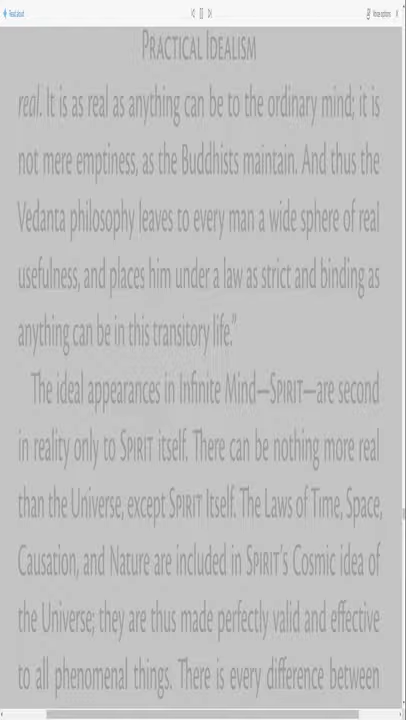 Read aloud
More options
PRACTICAL IDEALISM
real. It is as real as anything can be to the ordinary mind; it is
not mere emptiness, as the Buddhists maintain. And thus the
Vedanta philosophy leaves to every man a wide sphere of real
usefulness, and places him under a law as strict and binding as
anything can be in this transitory life.”
The ideal appearances in Infinite Mind—SPIRIT—are second
in reality only to SPIRIT itself. There can be nothing more real
than the Universe, except SPIRIT Itself. The Laws of Time, Space,
Causation, and Nature are included in SPIRIT’s Cosmic idea of
the Universe; they are thus made perfectly valid and effective
to all phenomenal things. There is every difference between